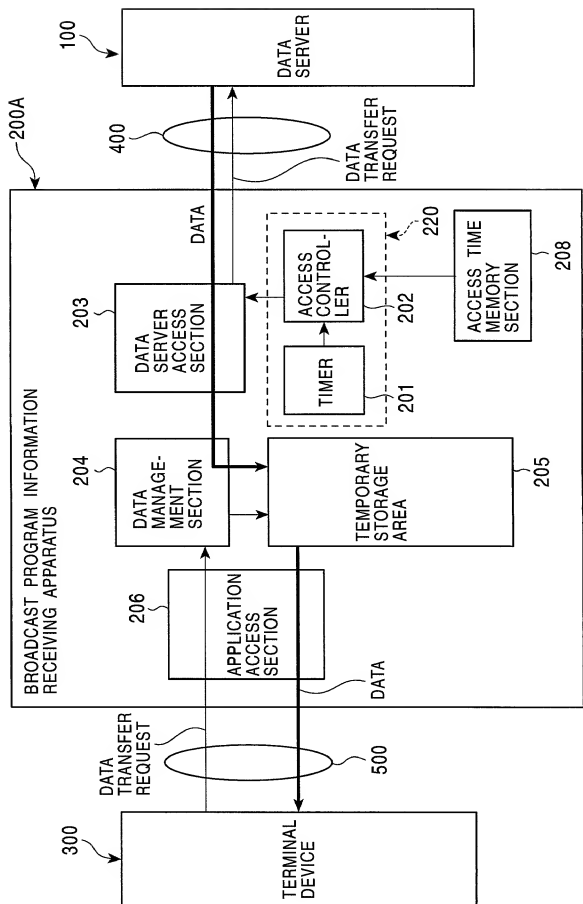 300
TERMINAL
DEVICE
DATA
TRANSFER
REQUEST
500
BROADCAST PROGRAM INFORMATION
RECEIVING APPARATUS
200A
206
APPLICATION
ACCESS
SECTION
DATA
204
DATA
MANAGE-
MENT
SECTION
TEMPORARY
STORAGE
AREA
205
203
DATA SERVER
ACCESS
SECTION
DATA
TIMER
201
ACCESS
CONTROL-
LER
202
220
ACCESS TIME
MEMORY
SECTION
208
400
DATA
TRANSFER
REQUEST
100
DATA
SERVER